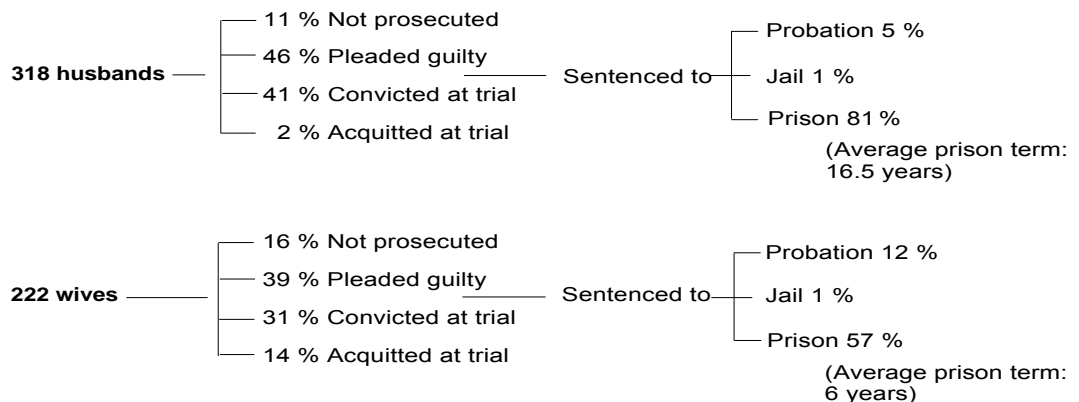 11 % Not prosecuted
46 % Pleaded guilty
318 husbands
41 % Convicted at trial
2 % Acquitted at trial
Sentenced to
Probation 5 %
Jail 1 %
Prison 81 %
(Average prison term:
16.5 years)
16 % Not prosecuted
39 % Pleaded guilty
222 wives
31 % Convicted at trial
14 % Acquitted at trial
Sentenced to
Probation 12 %
Jail 1 %
Prison 57 %
(Average prison term:
6 years)